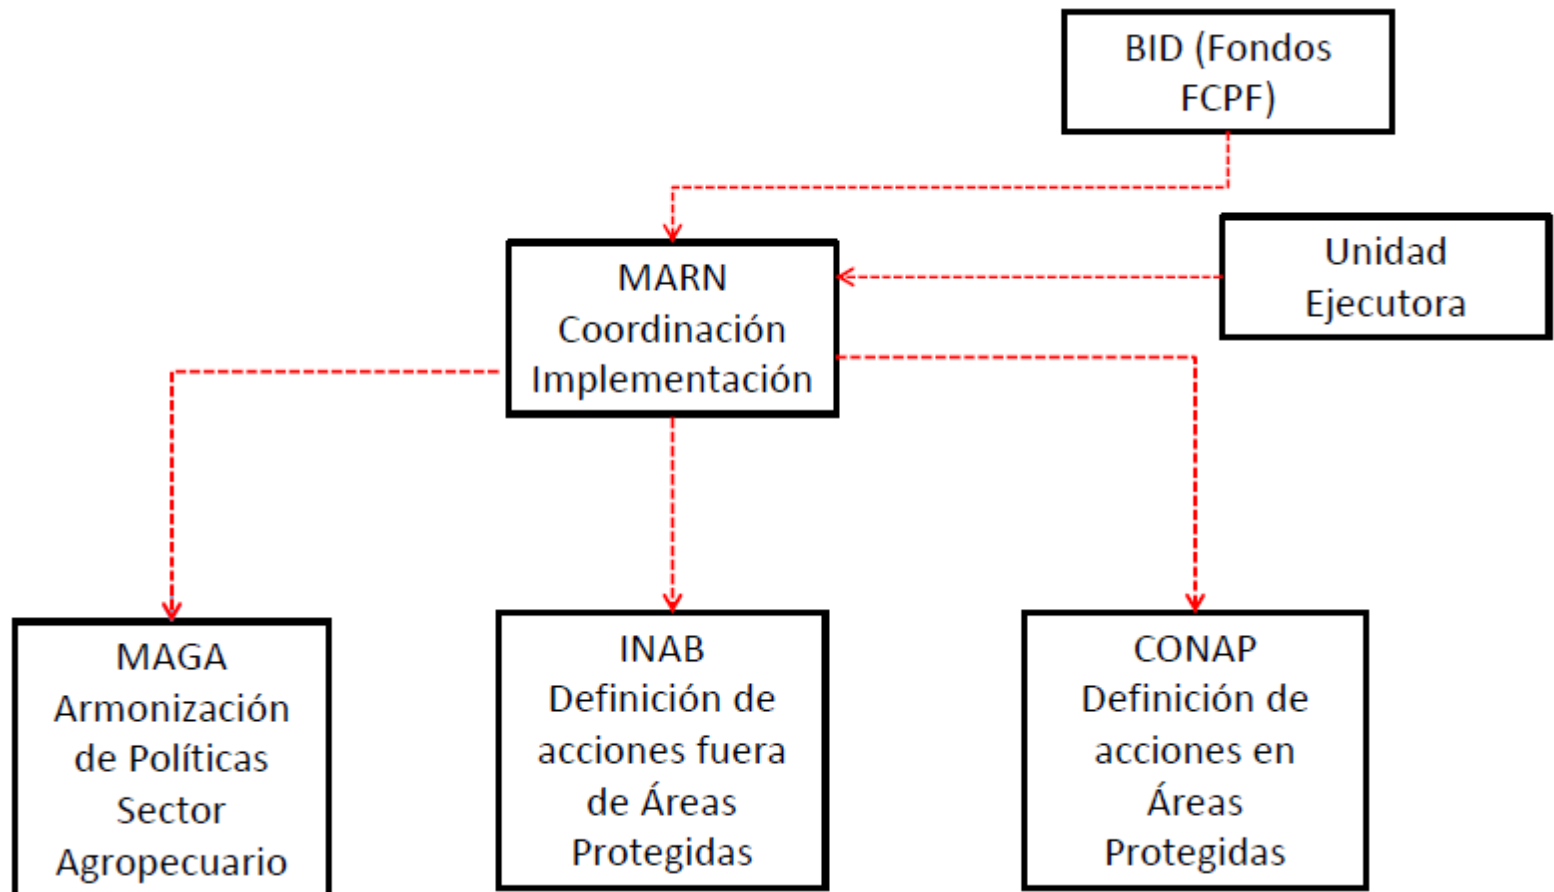 BID (Fondos
FCPF)
Unidad
Ejecutora
MARN
Coordinación
Implementación
MAGA
Armonización
de Políticas
Sector
Agropecuario
INAB
Definición de
acciones fuera
de Áreas
Protegidas
CONAP
Definición de
acciones en
Áreas
Protegidas